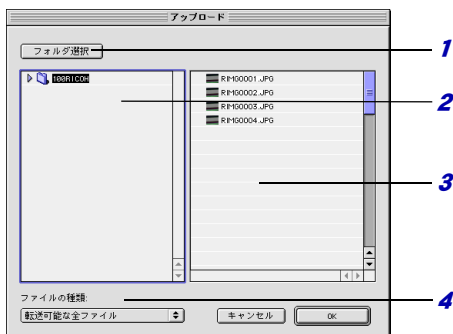 アップロード
フォルダ選択
1
100RICOH
RIMG0001.JPG
RIMG0002.JPG
RIMG0003.JPG
RIMG0004.JPG
2
3
ファイルの種類:
4
転送可能な全ファイル
キャンセル
OK